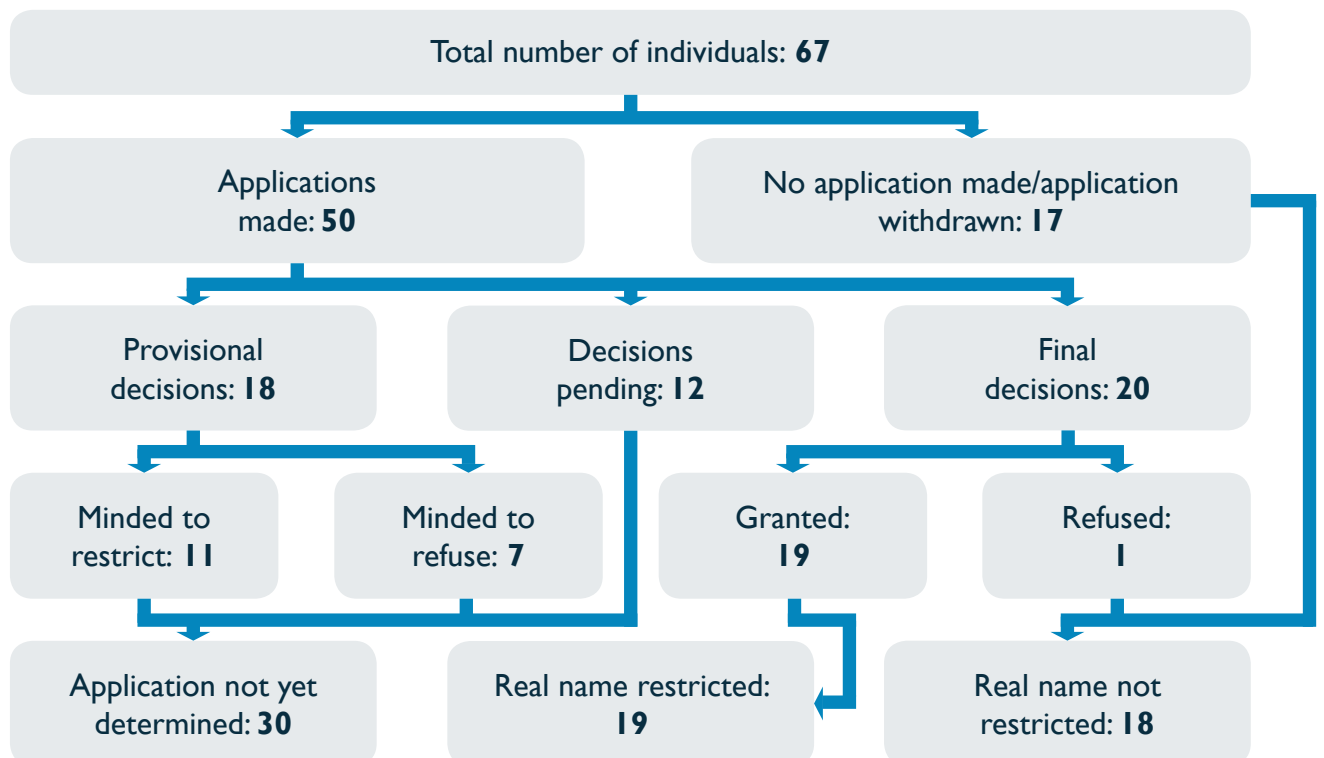 Total number of individuals: 67
Applications
made: 50
No application made/application
withdrawn: 17
Provisional
decisions: 18
Decisions
pending: 12
Final
decisions: 20
Minded to
restrict: 11
Minded to
refuse: 7
Granted:
19
Refused:
1
Application not yet
determined: 30
Real name restricted:
19
Real name not
restricted: 18